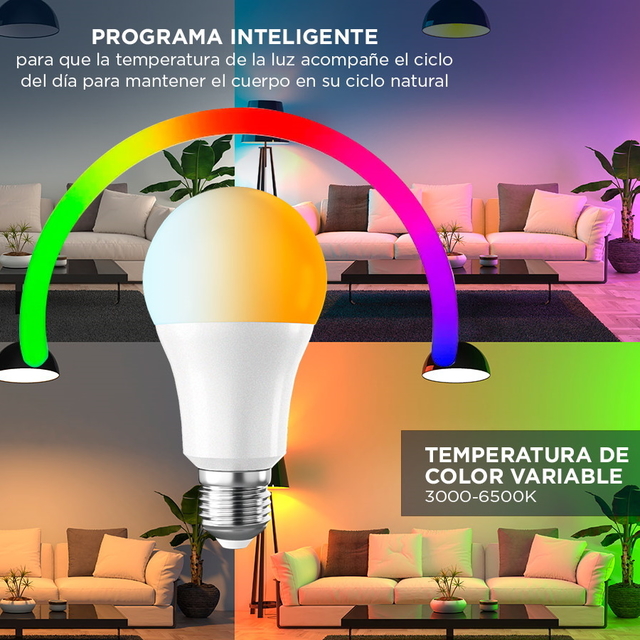 PROGRAMA INTELIGENTE
para que la temperatura de la luz acompañe el ciclo
del día para mantener el cuerpo en su ciclo natural
TEMPERATURA DE
COLOR VARIABLE
3000-6500K